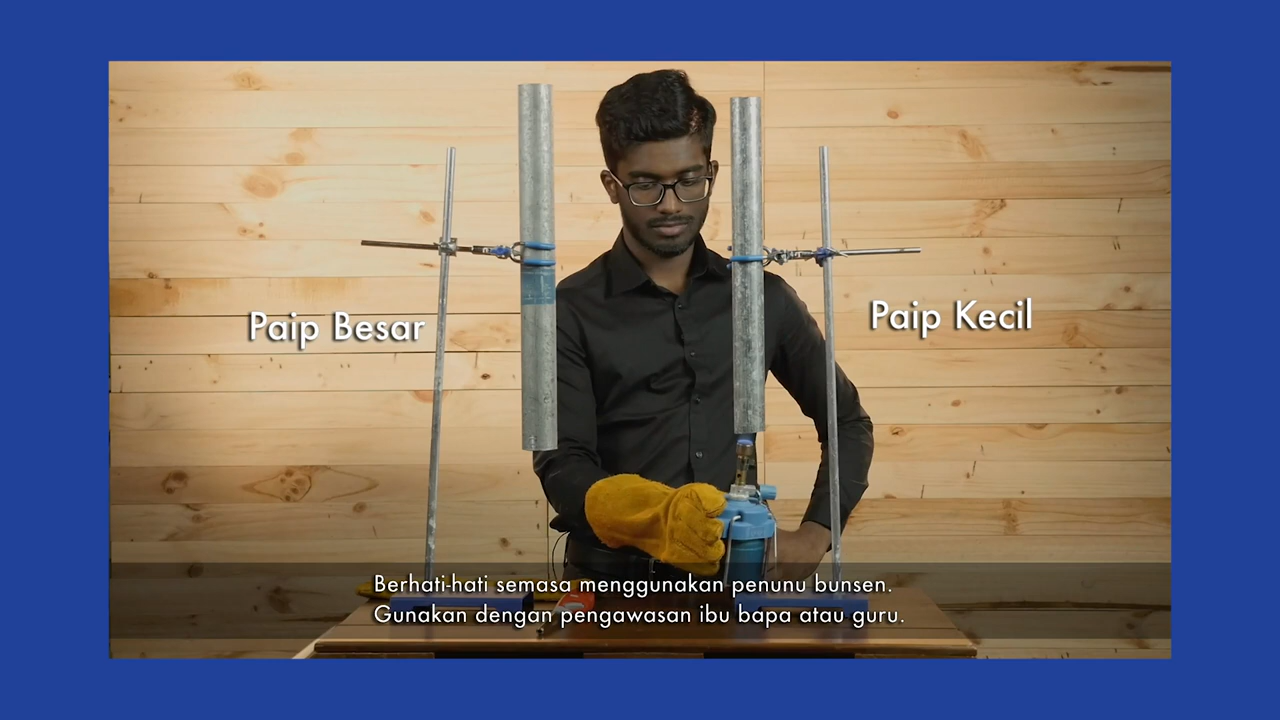 Paip Besar
Paip Kecil
Berhati-hati semasa menggunakan penunu bunsen.
Gunakan dengan pengawasan ibu bapa atau guru.